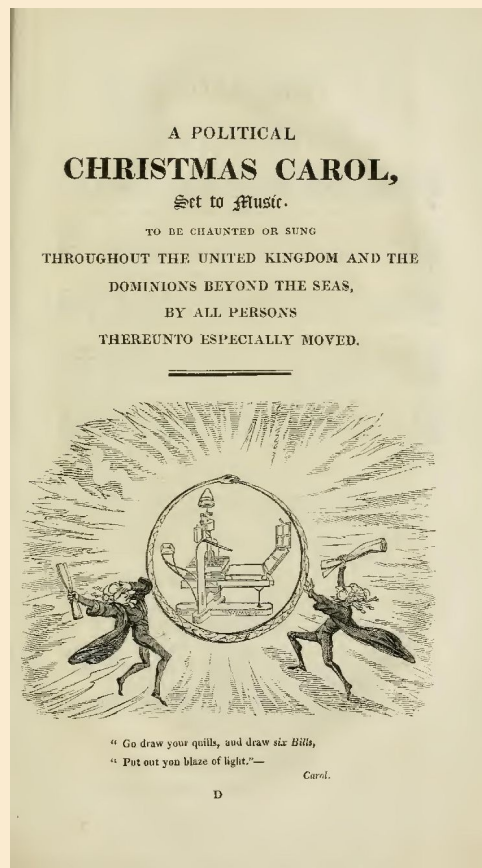 A POLITICAL
CHRISTMAS CAROL,
Set to Music.
TO BE CHAUNTED OR SUNG
THROUGHOUT THE UNITED KINGDOM AND THE
DOMINIONS BEYOND THE SEAS,
BY ALL PERSONS
THEREUNTO ESPECIALLY MOVED.
“ Go draw your quills, and draw six Bills,
“ Put out yon blaze of light.”—
Carol.
D